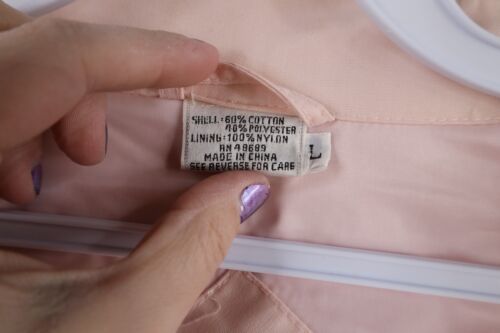 SHELL: 60% COTTON
40% POLYESTER
LINING: 100% NYLON
RN 49689
MADE IN CHINA
SEE REVERSE FOR CARE
L